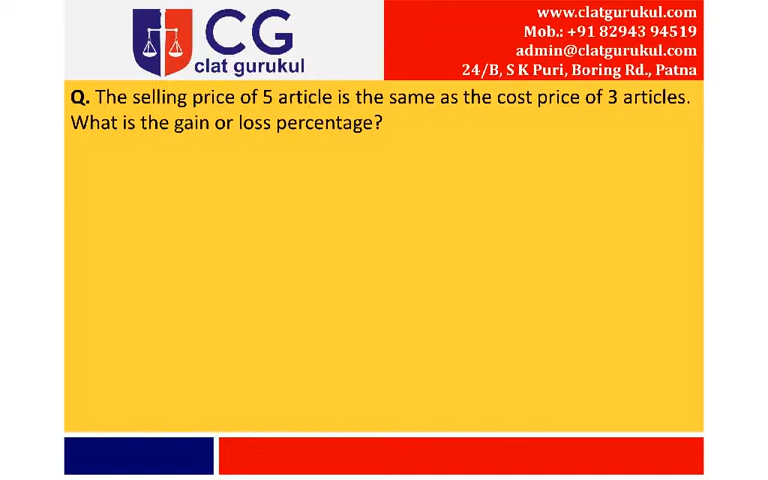 CG
clat gurukul
www.clatgurukul.com
Mob.: +91 82943 94519
admin@clatgurukul.com
24/B, S K Puri, Boring Rd., Patna
Q. The selling price of 5 article is the same as the cost price of 3 articles.
What is the gain or loss percentage?